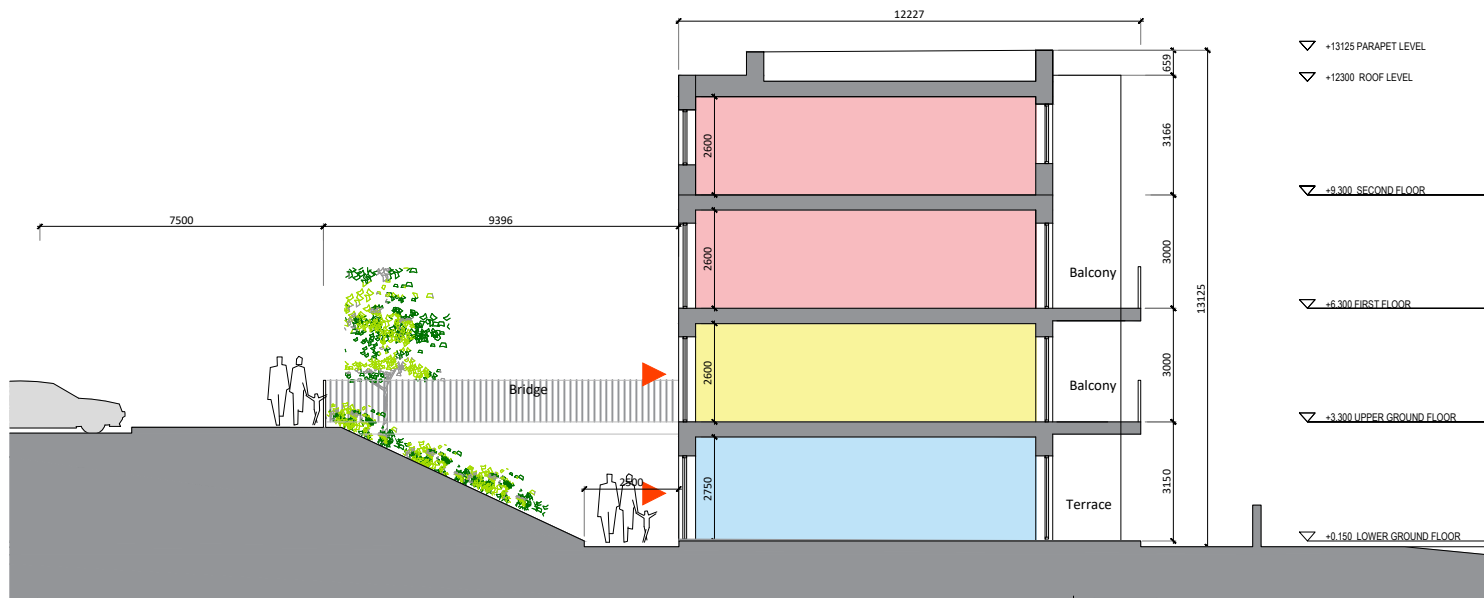 12227
+13125 PARAPET LEVEL
659
+12300 ROOF LEVEL
2600
3166
+9.300 SECOND FLOOR
7500
9396
2600
3000
Balcony
13125
+6.300 FIRST FLOOR
2600
3000
Bridge
Balcony
+3.300 UPPER GROUND FLOOR
2500
2750
3150
Terrace
+0.150 LOWER GROUND FLOOR